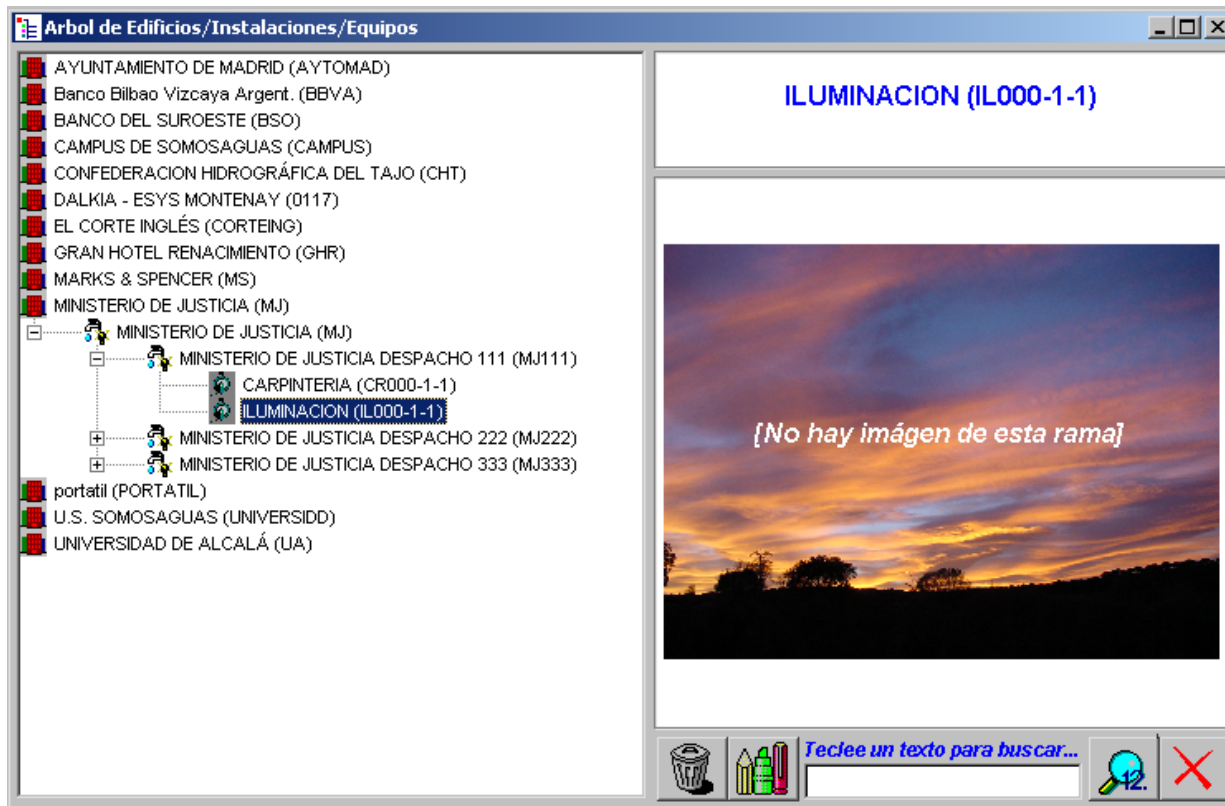 Arbol de Edificios/Instalaciones/Equipos
AYUNTAMIENTO DE MADRID (AYTOMAD)
Banco Bilbao Vizcaya Argent. (BBVA)
BANCO DEL SUROESTE (BSO)
CAMPUS DE SOMOSAGUAS (CAMPUS)
CONFEDERACION HIDROGRÁFICA DEL TAJO (CHT)
DALKIA - ESYS MONTENAY (0117)
EL CORTE INGLÉS (CORTEING)
GRAN HOTEL RENACIMIENTO (GHR)
MARKS & SPENCER (MS)
MINISTERIO DE JUSTICIA (MJ)
MINISTERIO DE JUSTICIA (MJ)
MINISTERIO DE JUSTICIA DESPACHO 111 (MJ111)
CARPINTERIA (CR000-1-1)
ILUMINACION (IL000-1-1)
MINISTERIO DE JUSTICIA DESPACHO 222 (MJ222)
MINISTERIO DE JUSTICIA DESPACHO 333 (MJ333)
portatil (PORTATIL)
U.S. SOMOSAGUAS (UNIVERSIDD)
UNIVERSIDAD DE ALCALÁ (UA)
ILUMINACION (IL000-1-1)
[No hay imágen de esta rama]
Teclee un texto para buscar...
12.